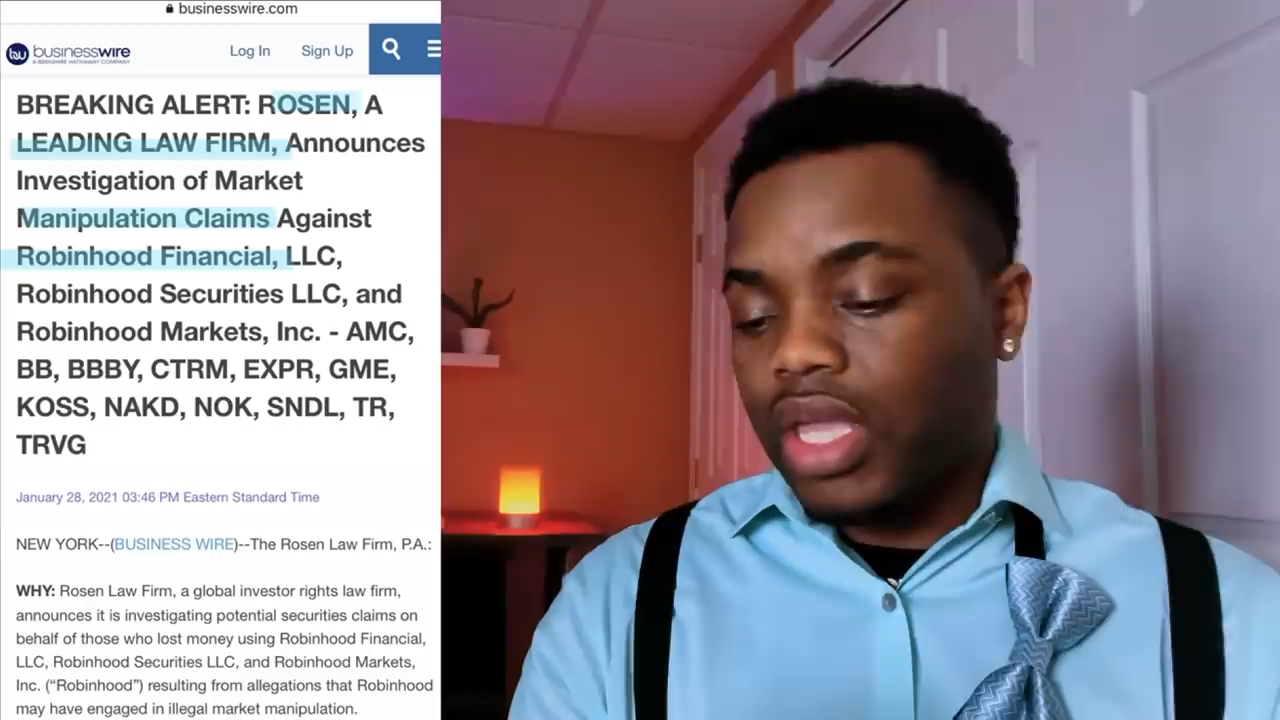 businesswire.com
bw businesswire
A BERKSHIRE HATHAWAY COMPANY
Log In
Sign Up
BREAKING ALERT: ROSEN, A
LEADING LAW FIRM, Announces
Investigation of Market
Manipulation Claims Against
Robinhood Financial, LLC,
Robinhood Securities LLC, and
Robinhood Markets, Inc. - AMC,
BB, BBBY, CTRM, EXPR, GME,
KOSS, NAKD, NOK, SNDL, TR,
TRVG
January 28, 2021 03:46 PM Eastern Standard Time
NEW YORK--(BUSINESS WIRE)--The Rosen Law Firm, P.A.:
WHY: Rosen Law Firm, a global investor rights law firm,
announces it is investigating potential securities claims on
behalf of those who lost money using Robinhood Financial,
LLC, Robinhood Securities LLC, and Robinhood Markets,
Inc. (“Robinhood”) resulting from allegations that Robinhood
may have engaged in illegal market manipulation.